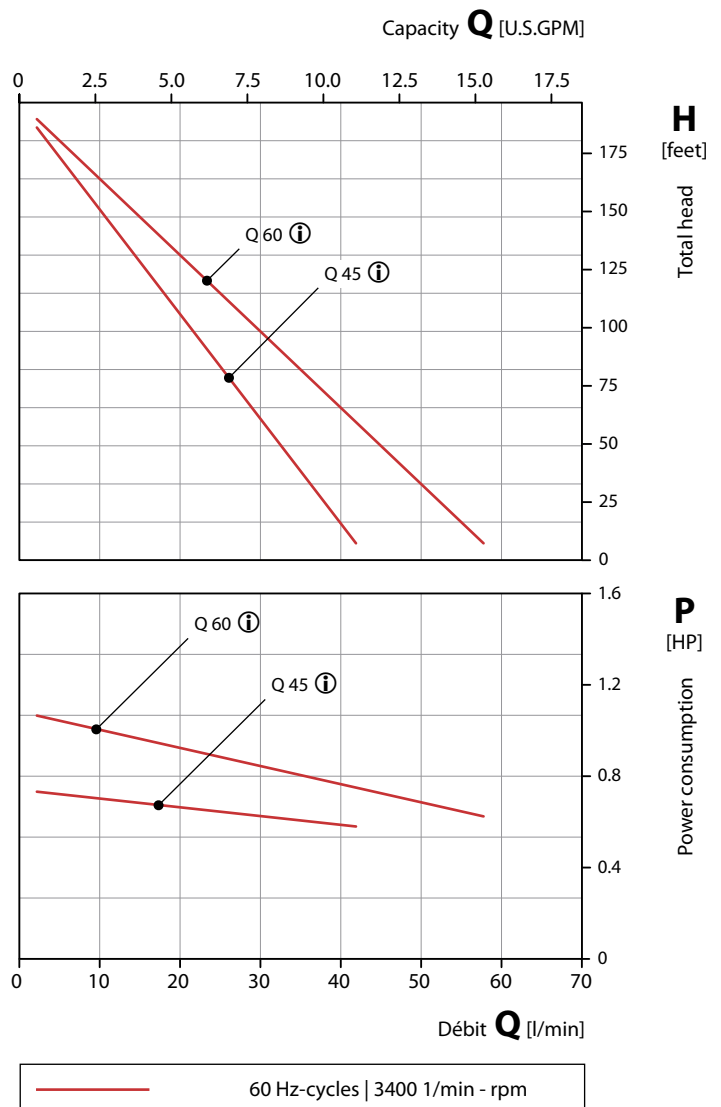 Capacity Q [U.S.GPM]
0 2.5 5.0 7.5 10.0 12.5 15.0 17.5
H
[feet]
Total head
175
150
125
100
75
50
25
0
Q 60 ⓘ
Q 45 ⓘ
P
[HP]
Power consumption
1.6
1.2
0.8
0.4
0
Q 60 ⓘ
Q 45 ⓘ
0 10 20 30 40 50 60 70
Débit Q [l/min]
60 Hz-cycles | 3400 1/min - rpm